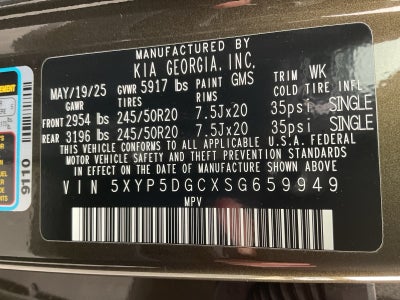 MANUFACTURED BY
KIA GEORGIA, INC.
MAY/19/25 GVWR 5917 lbs PAINT GMS TRIM WK
GAWR TIRES RIMS COLD TIRE INFL
FRONT 2954 lbs 245/50R20 7.5Jx20 35psi SINGLE
REAR 3196 lbs 245/50R20 7.5Jx20 35psi SINGLE
THIS VEHICLE CONFORMS TO ALL APPLICABLE U.S.A. FEDERAL
MOTOR VEHICLE SAFETY AND THEFT PREVENTION STANDARDS
IN EFFECT ON THE DATE OF MANUFACTURE SHOWN ABOVE.
VIN 5XYP5DGCXSG659949
MPV
9110